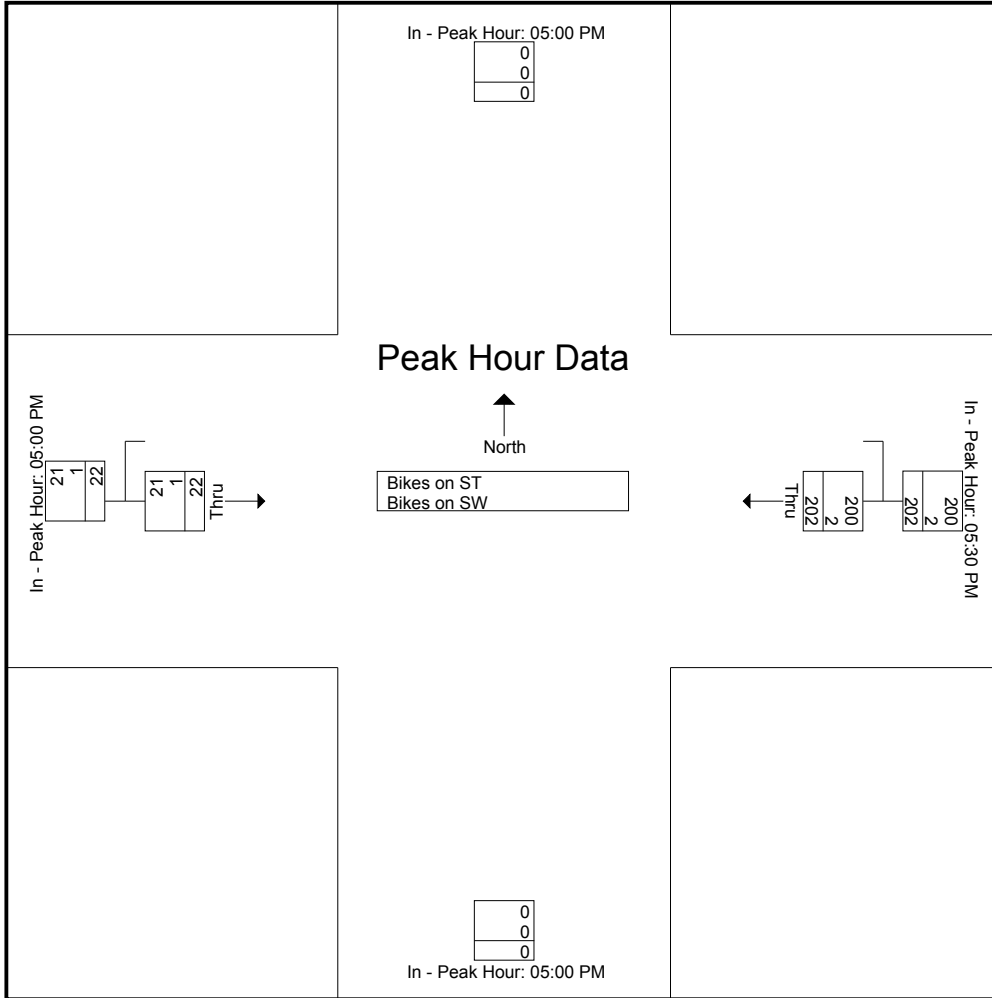 In - Peak Hour: 05:00 PM
0
0
0
Peak Hour Data
North
Bikes on ST
Bikes on SW
In - Peak Hour: 05:00 PM
21
1
22
21
1
22
Thru
In - Peak Hour: 05:30 PM
200
2
202
200
2
202
Thru
0
0
0
In - Peak Hour: 05:00 PM